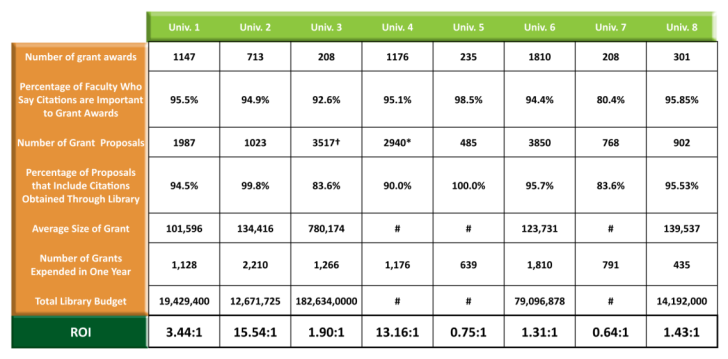 Univ. 1 Univ. 2 Univ. 3 Univ. 4 Univ. 5 Univ. 6 Univ. 7 Univ. 8
Number of grant awards 1147 713 208 1176 235 1810 208 301
Percentage of Faculty Who
Say Citations are Important
to Grant Awards
95.5% 94.9% 92.6% 95.1% 98.5% 94.4% 80.4% 95.85%
Number of Grant Proposals 1987 1023 3517† 2940* 485 3850 768 902
Percentage of Proposals
that Include Citations
Obtained Through Library
94.5% 99.8% 83.6% 90.0% 100.0% 95.7% 83.6% 95.53%
Average Size of Grant 101,596 134,416 780,174 # # 123,731 # 139,537
Number of Grants
Expended in One Year
1,128 2,210 1,266 1,176 639 1,810 791 435
Total Library Budget 19,429,400 12,671,725 182,634,0000 # # 79,096,878 # 14,192,000
ROI 3.44:1 15.54:1 1.90:1 13.16:1 0.75:1 1.31:1 0.64:1 1.43:1